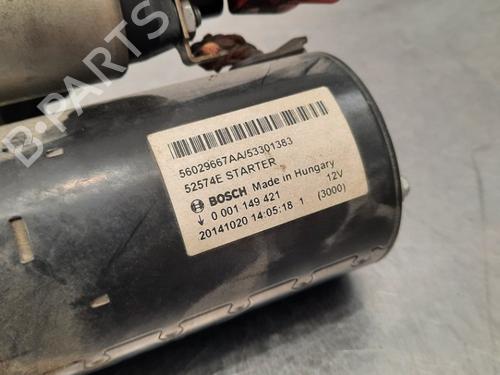 B-PARTS
56029667AA/53301383
52574E STARTER
BOSCH Made in Hungary
0 001 149 421 12V
20141020 14:05:18 1 (3000)